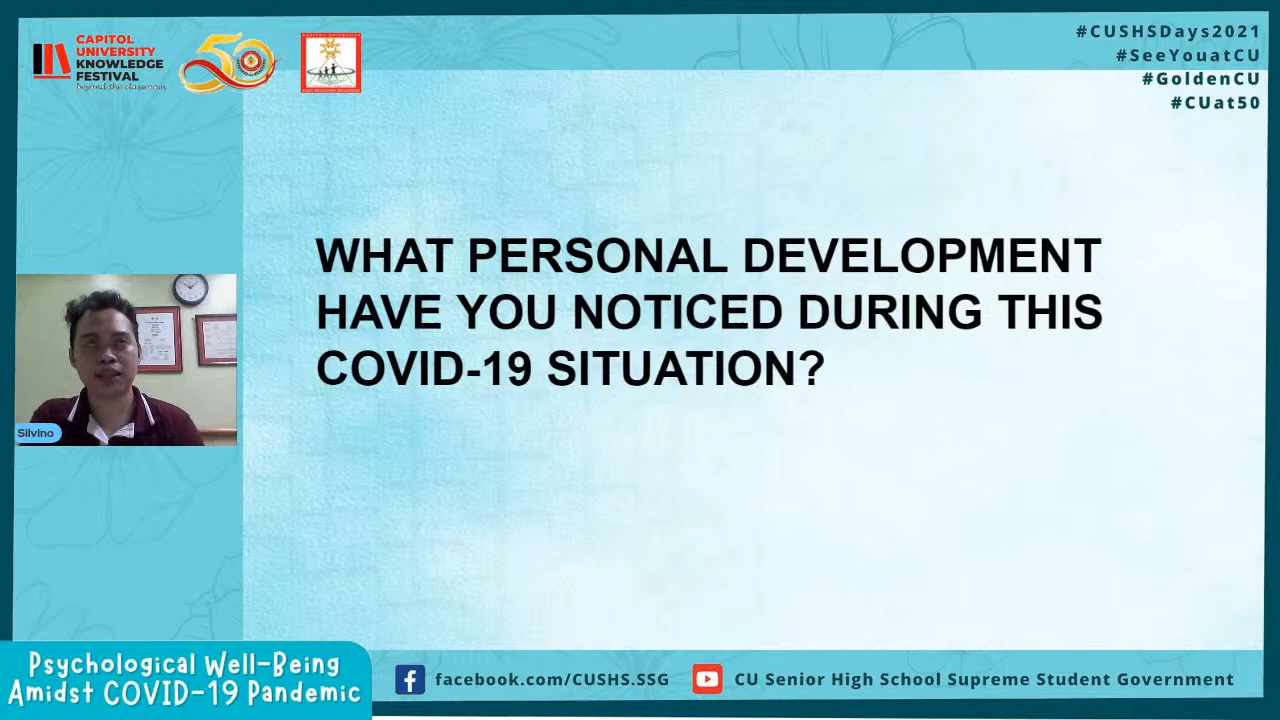 CAPITOL
UNIVERSITY
KNOWLEDGE
FESTIVAL
beyond the classroom
50
#CUSHSDays2021
#SeeYouatCU
#GoldenCU
#CUat50
WHAT PERSONAL DEVELOPMENT
HAVE YOU NOTICED DURING THIS
COVID-19 SITUATION?
Silvino
Psychological Well-Being
Amidst COVID-19 Pandemic
facebook.com/CUSHS.SSG
CU Senior High School Supreme Student Government